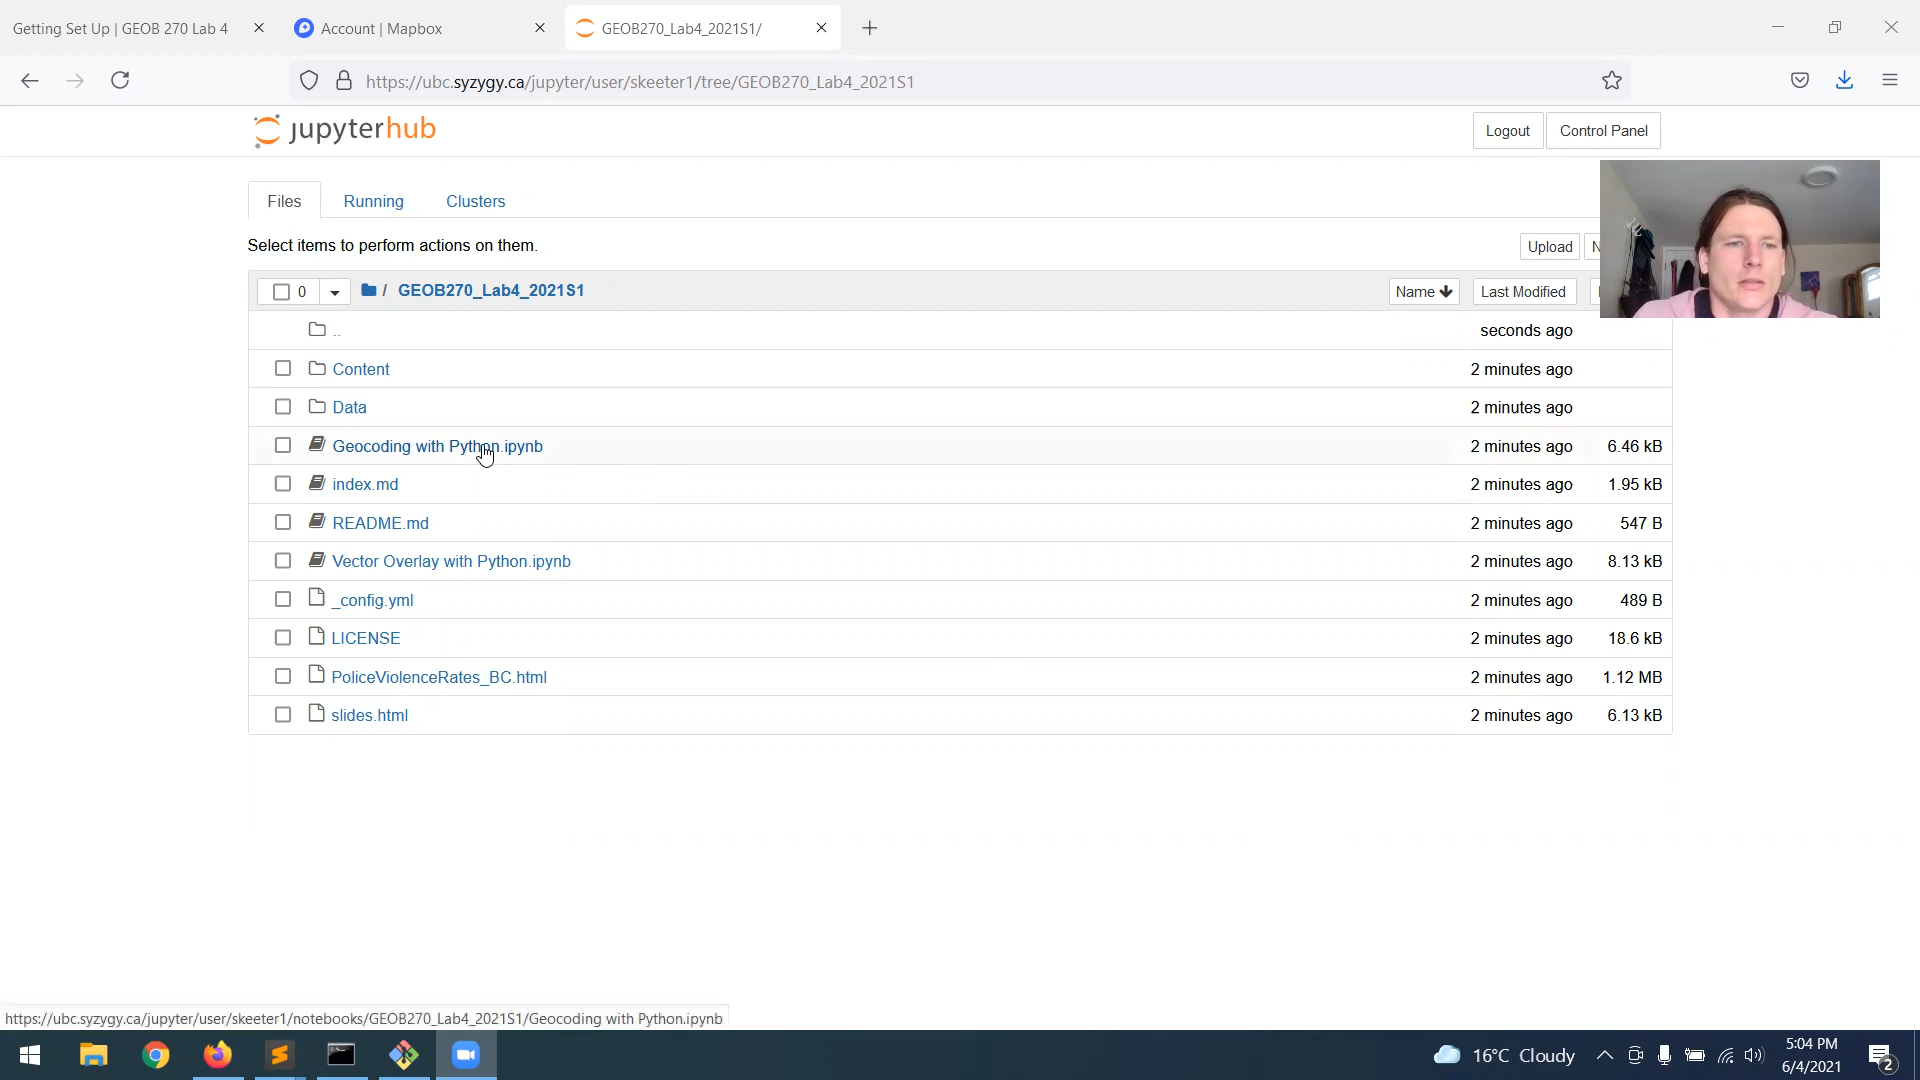 Getting Set Up | GEOB 270 Lab 4
Account | Mapbox
GEOB270_Lab4_2021S1/
https://ubc.syzygy.ca/jupyter/user/skeeter1/tree/GEOB270_Lab4_2021S1
jupyterhub
Logout
Control Panel
Files
Running
Clusters
Select items to perform actions on them.
Upload
0
/ GEOB270_Lab4_2021S1
Name
Last Modified
..
seconds ago
Content
2 minutes ago
Data
2 minutes ago
Geocoding with Python.ipynb
2 minutes ago
6.46 kB
index.md
2 minutes ago
1.95 kB
README.md
2 minutes ago
547 B
Vector Overlay with Python.ipynb
2 minutes ago
8.13 kB
_config.yml
2 minutes ago
489 B
LICENSE
2 minutes ago
18.6 kB
PoliceViolenceRates_BC.html
2 minutes ago
1.12 MB
slides.html
2 minutes ago
6.13 kB
https://ubc.syzygy.ca/jupyter/user/skeeter1/notebooks/GEOB270_Lab4_2021S1/Geocoding with Python.ipynb
16°C Cloudy
5:04 PM
6/4/2021
2